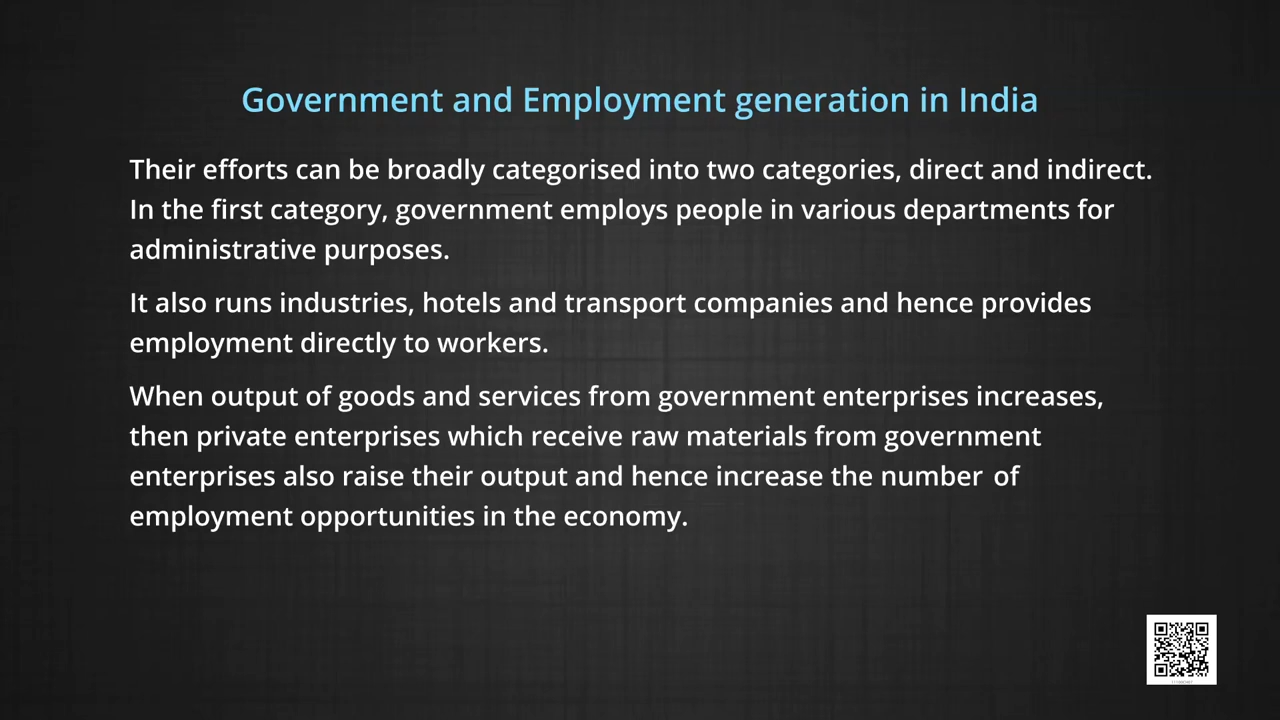 Government and Employment generation in India
Their efforts can be broadly categorised into two categories, direct and indirect.
In the first category, government employs people in various departments for
administrative purposes.
It also runs industries, hotels and transport companies and hence provides
employment directly to workers.
When output of goods and services from government enterprises increases,
then private enterprises which receive raw materials from government
enterprises also raise their output and hence increase the number of
employment opportunities in the economy.